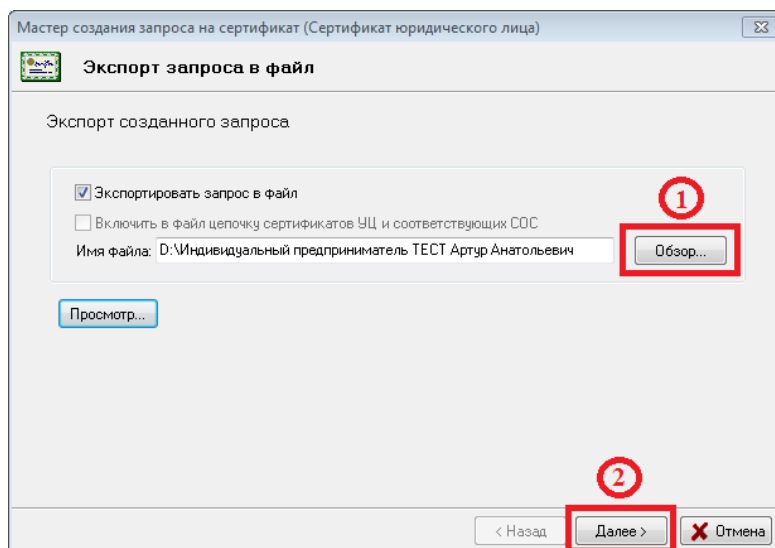 Мастер создания запроса на сертификат (Сертификат юридического лица)
Экспорт запроса в файл
Экспорт созданного запроса
Экспортировать запрос в файл
1
Включить в файл цепочку сертификатов УЦ и соответствующих СОС
Имя файла: D:\Индивидуальный предприниматель ТЕСТ Артур Анатольевич Обзор...
Просмотр...
2
< Назад Далее > Отмена